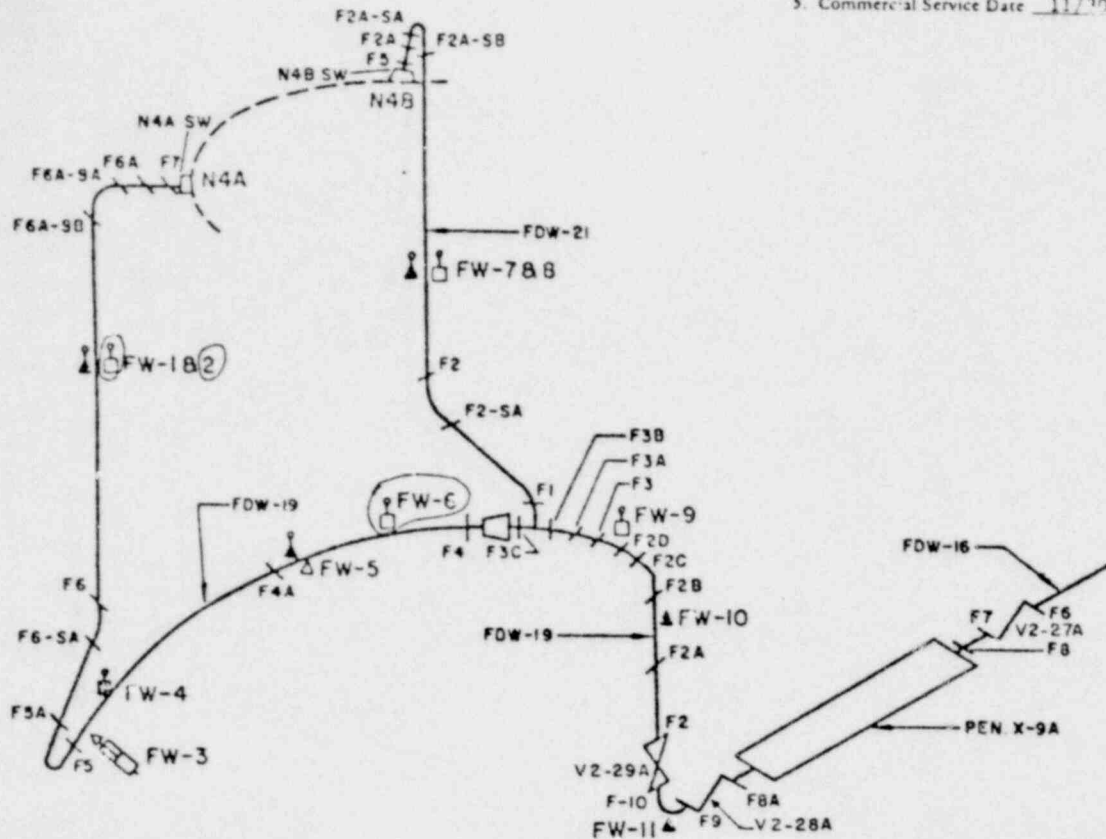 5. Commercial Service Date
F2A-SA
F2A
F2A-SB
F5
N4B SW
N4B
N4A SW
F6A
F7
F6A-9A
N4A
F6A-9B
FDW-21
FW-7&8
FW-1&2
F2
F2-SA
F3B
F3A
F1
F3
FW-6
FW-9
FDW-19
F4
F3C
F2D
F2C
FDW-16
FW-5
F4A
F2B
F6
F7
F6
FW-10
V2-27A
F6-SA
FDW-19
F8
F2A
FW-4
F5A
F2
PEN. X-9A
F5
FW-3
V2-29A
F-10
F8A
F9
V2-28A
FW-11